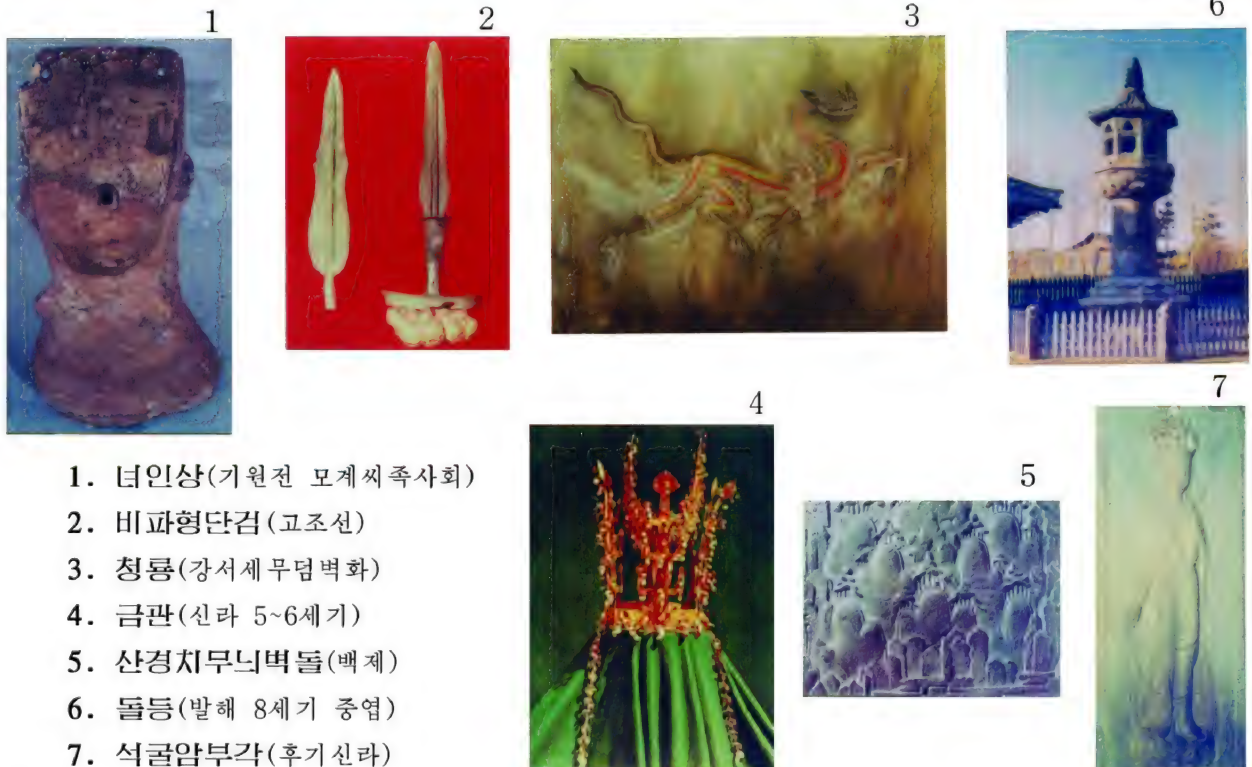 1
2
3
6
4
5
7
1. 녀인상(기원전 모계씨족사회)
2. 비파형단검(고조선)
3. 청룡(강서세무덤벽화)
4. 금관(신라 5~6세기)
5. 산경치무늬벽돌(백제)
6. 돌등(발해 8세기 중엽)
7. 석굴암부각(후기신라)